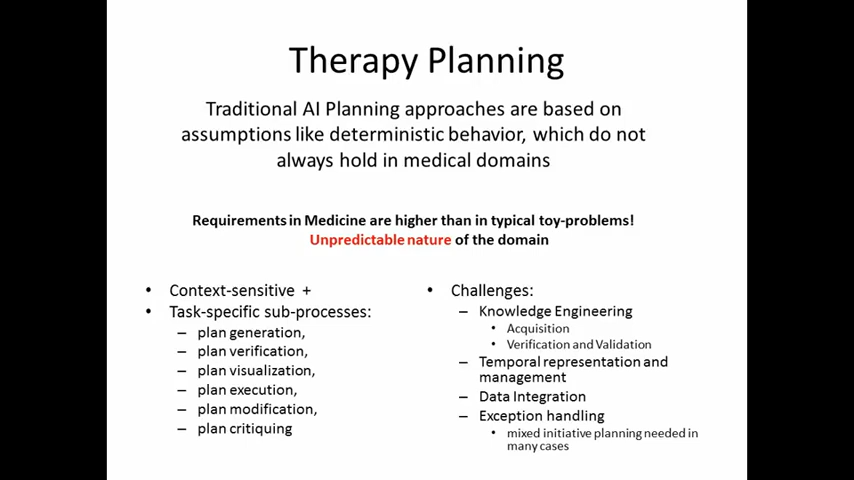 Therapy Planning
Traditional AI Planning approaches are based on
assumptions like deterministic behavior, which do not
always hold in medical domains
Requirements in Medicine are higher than in typical toy-problems!
Unpredictable nature of the domain
• Context-sensitive +
• Task-specific sub-processes:
– plan generation,
– plan verification,
– plan visualization,
– plan execution,
– plan modification,
– plan critiquing
• Challenges:
– Knowledge Engineering
• Acquisition
• Verification and Validation
– Temporal representation and
management
– Data Integration
– Exception handling
• mixed initiative planning needed in
many cases